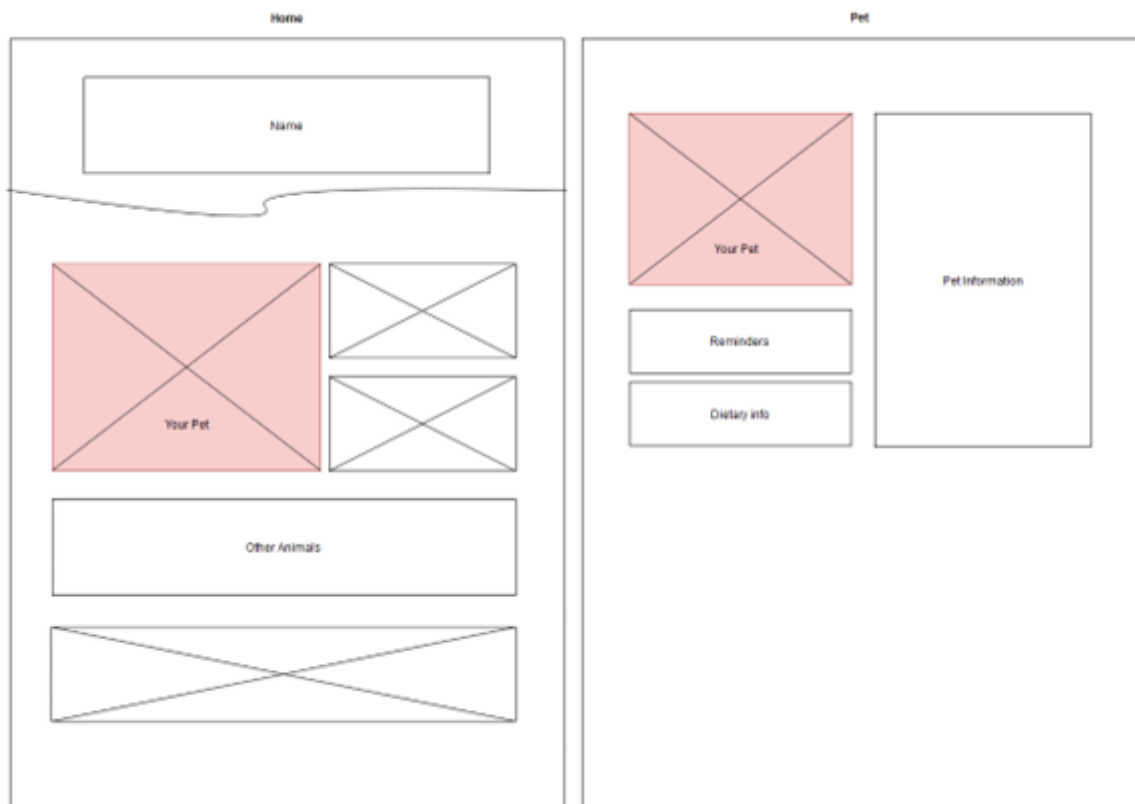 Home
Name
Your Pet
Other Animals
Pet
Your Pet
Pet Information
Reminders
Dietary info